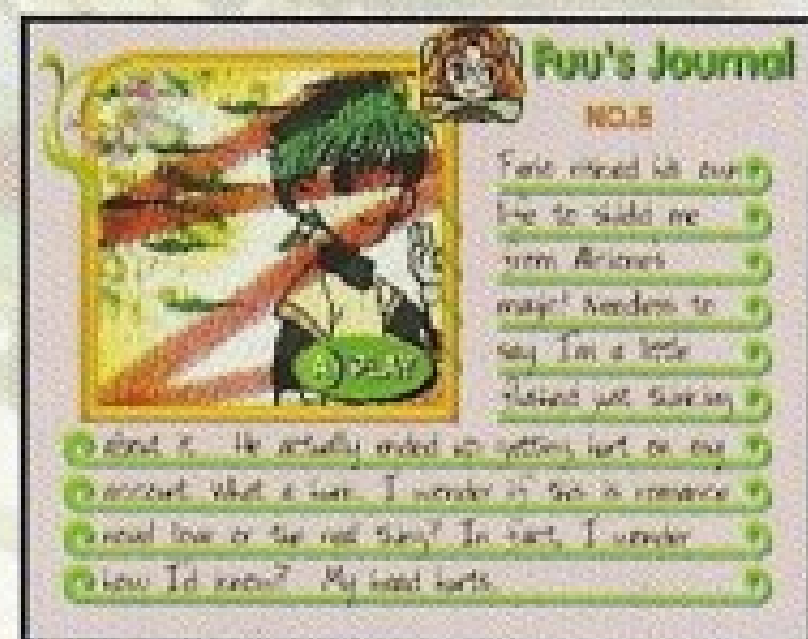 Fuu's Journal
NO.5
Ferio risked his own
life to shield me
from Ascot's
magic! Needless to
say I'm a little
flushed just thinking
A PLAY
about it. He actually ended up getting hurt on my
account. What a hunk. I wonder if this is romance
novel love or the real thing? In fact, I wonder
how I'd know? My head hurts.